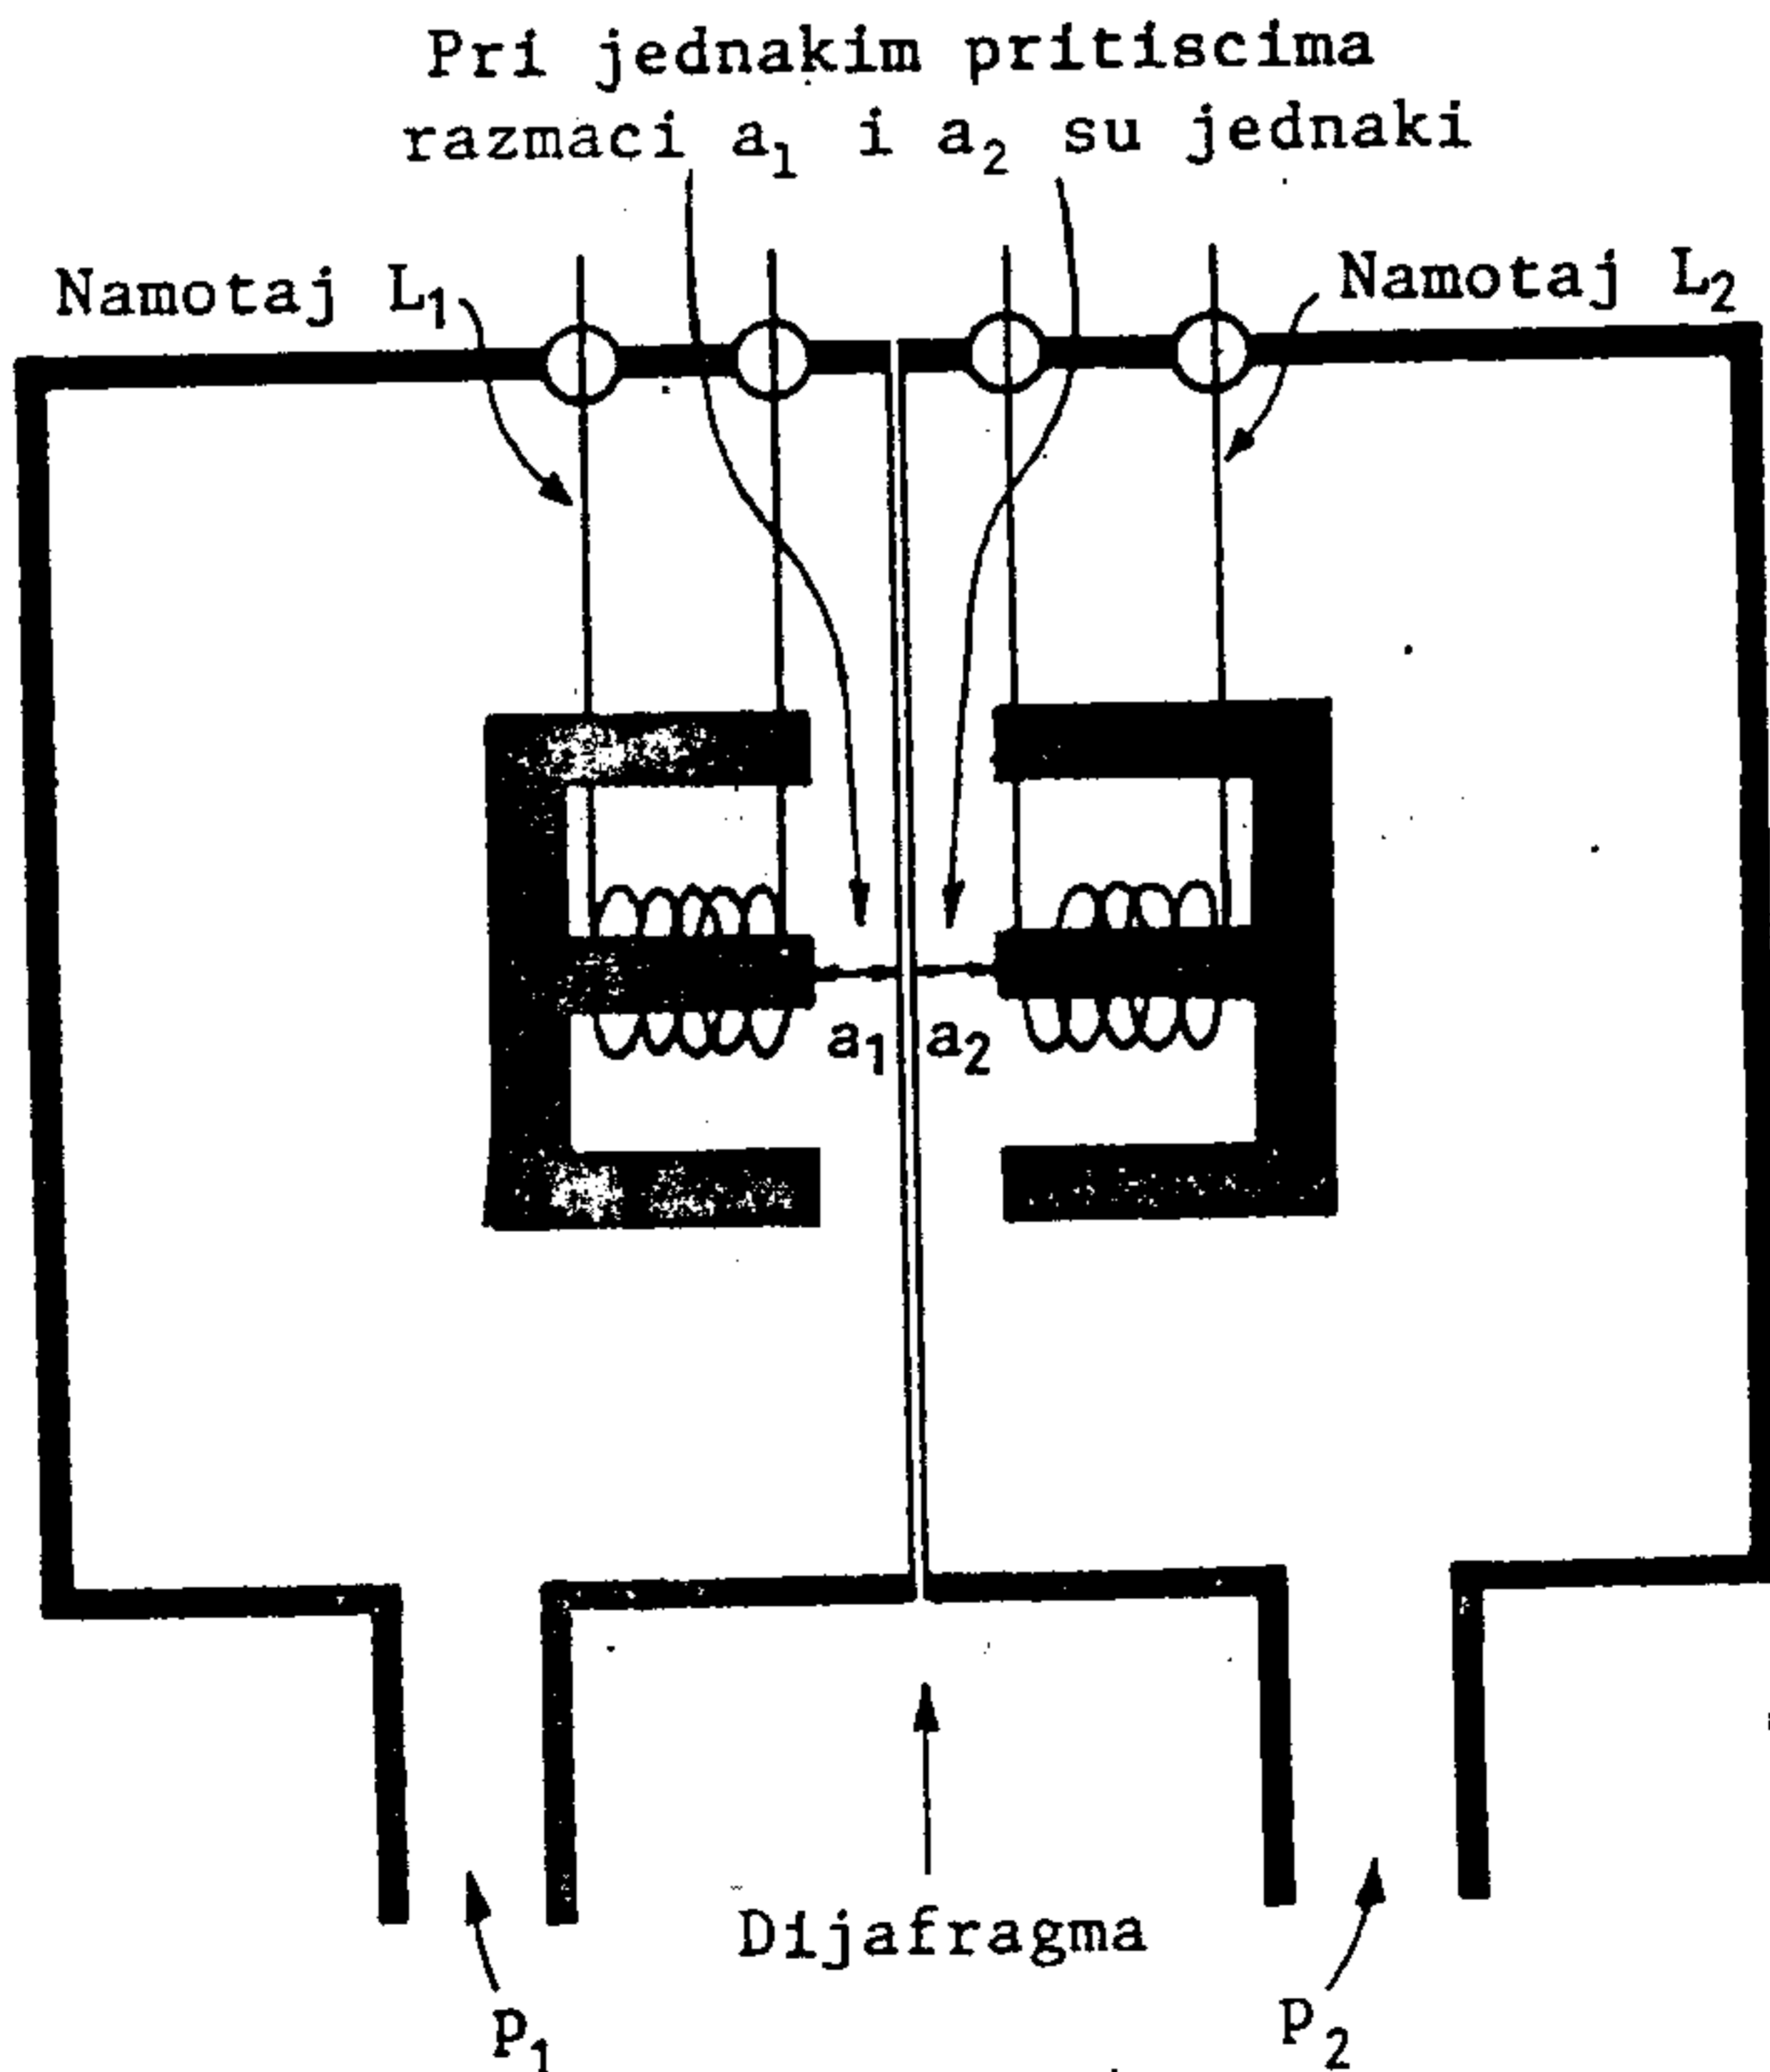 Pri jednakim pritiscima
razmaci a₁ i a₂ su jednaki
Namotaj L₁
Namotaj L₂
a₁
a₂
Dijafragma
P₁
P₂